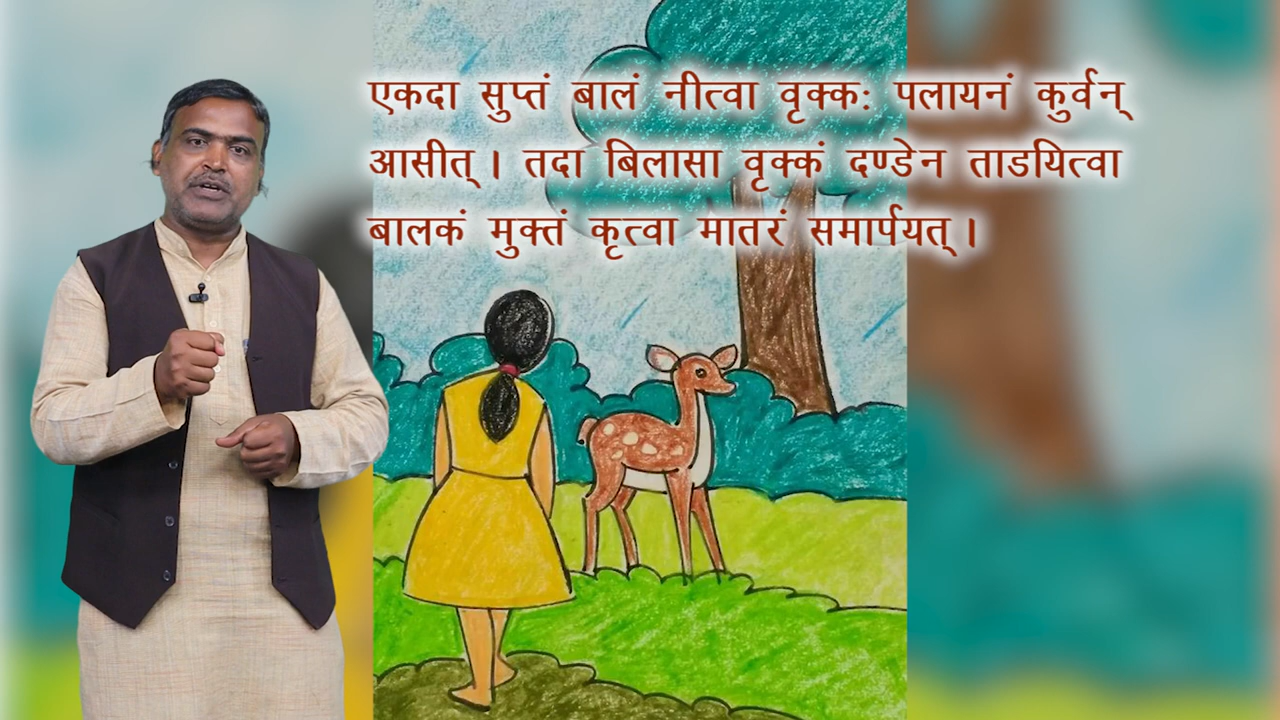 एकदा सुप्तं बालं नीत्वा वृक्कः पलायनं कुर्वन्
आसीत्। तदा बिलासा वृक्कं दण्डेन ताडयित्वा
बालकं मुक्तं कृत्वा मातरं समार्पयत्।